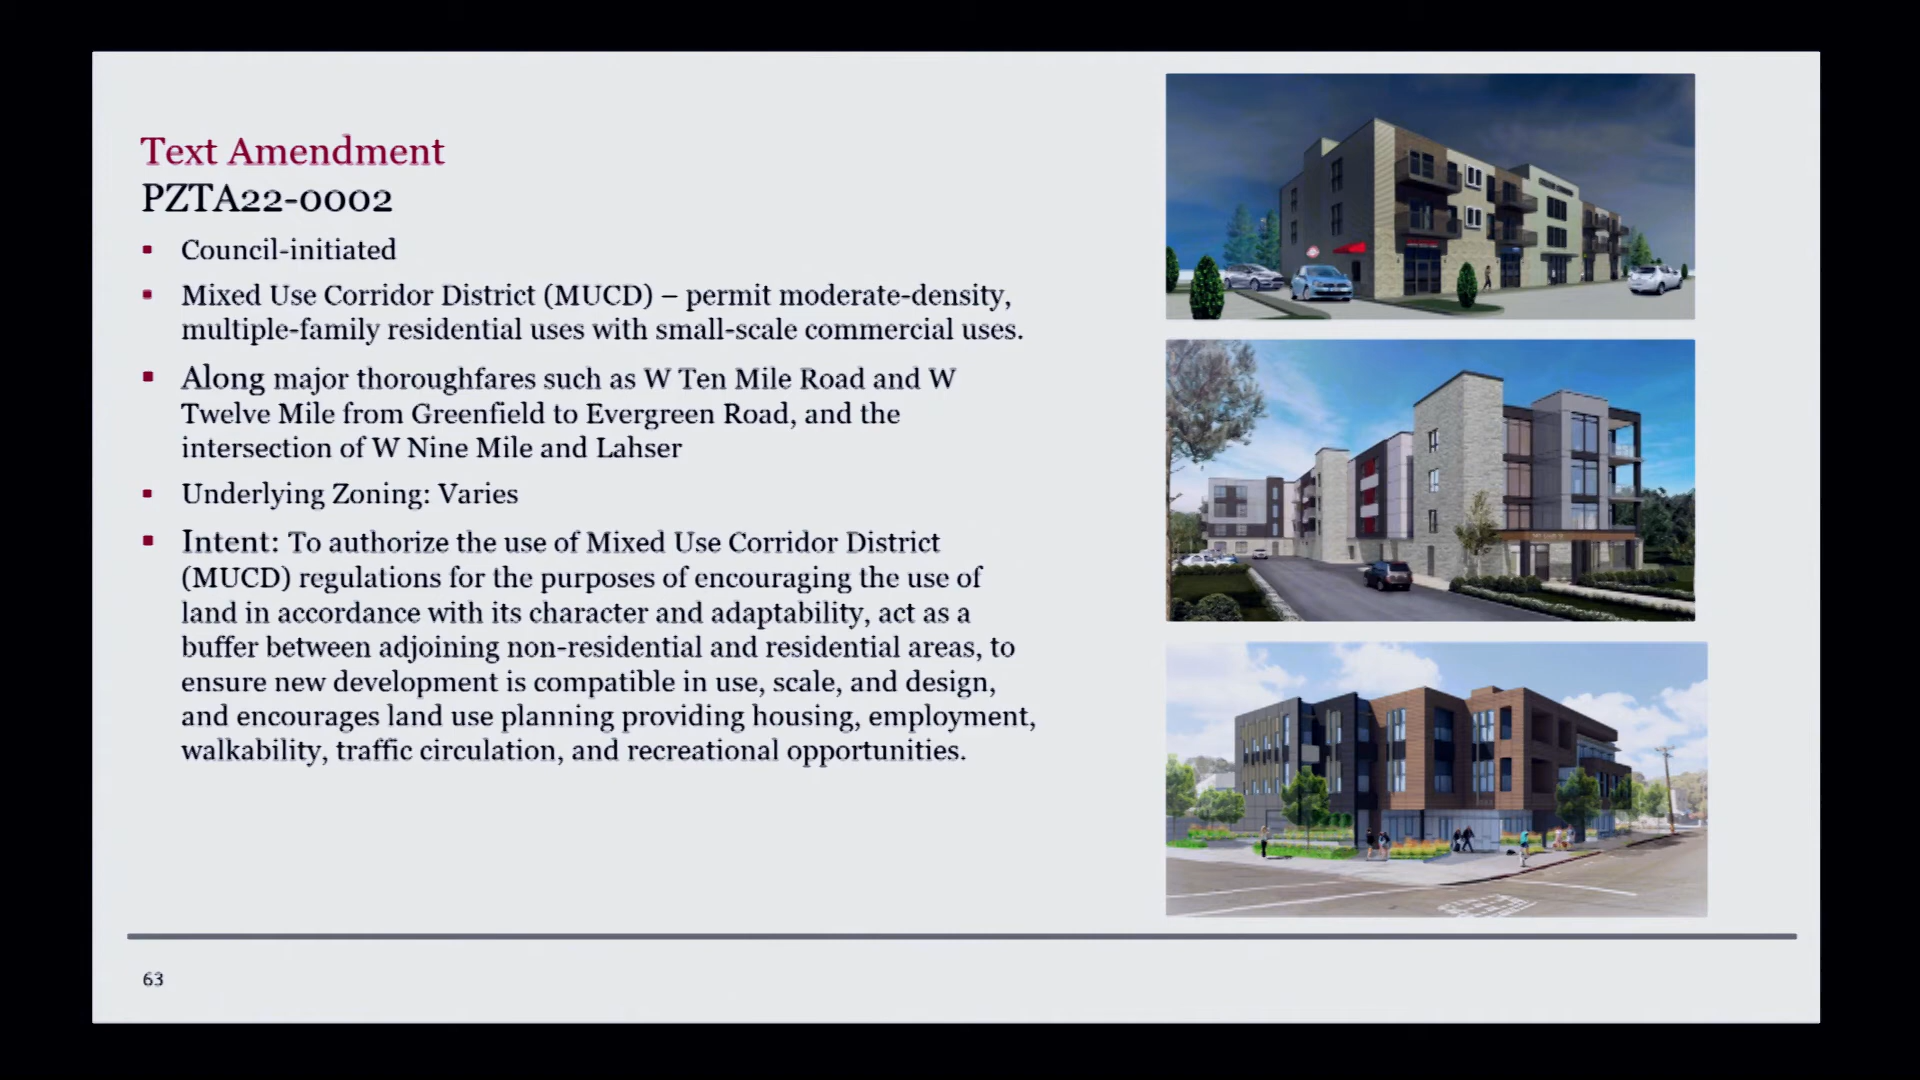 Text Amendment
PZTA22-0002
Council-initiated
Mixed Use Corridor District (MUCD) – permit moderate-density,
multiple-family residential uses with small-scale commercial uses.
Along major thoroughfares such as W Ten Mile Road and W
Twelve Mile from Greenfield to Evergreen Road, and the
intersection of W Nine Mile and Lahser
Underlying Zoning: Varies
Intent: To authorize the use of Mixed Use Corridor District
(MUCD) regulations for the purposes of encouraging the use of
land in accordance with its character and adaptability, act as a
buffer between adjoining non-residential and residential areas, to
ensure new development is compatible in use, scale, and design,
and encourages land use planning providing housing, employment,
walkability, traffic circulation, and recreational opportunities.
63